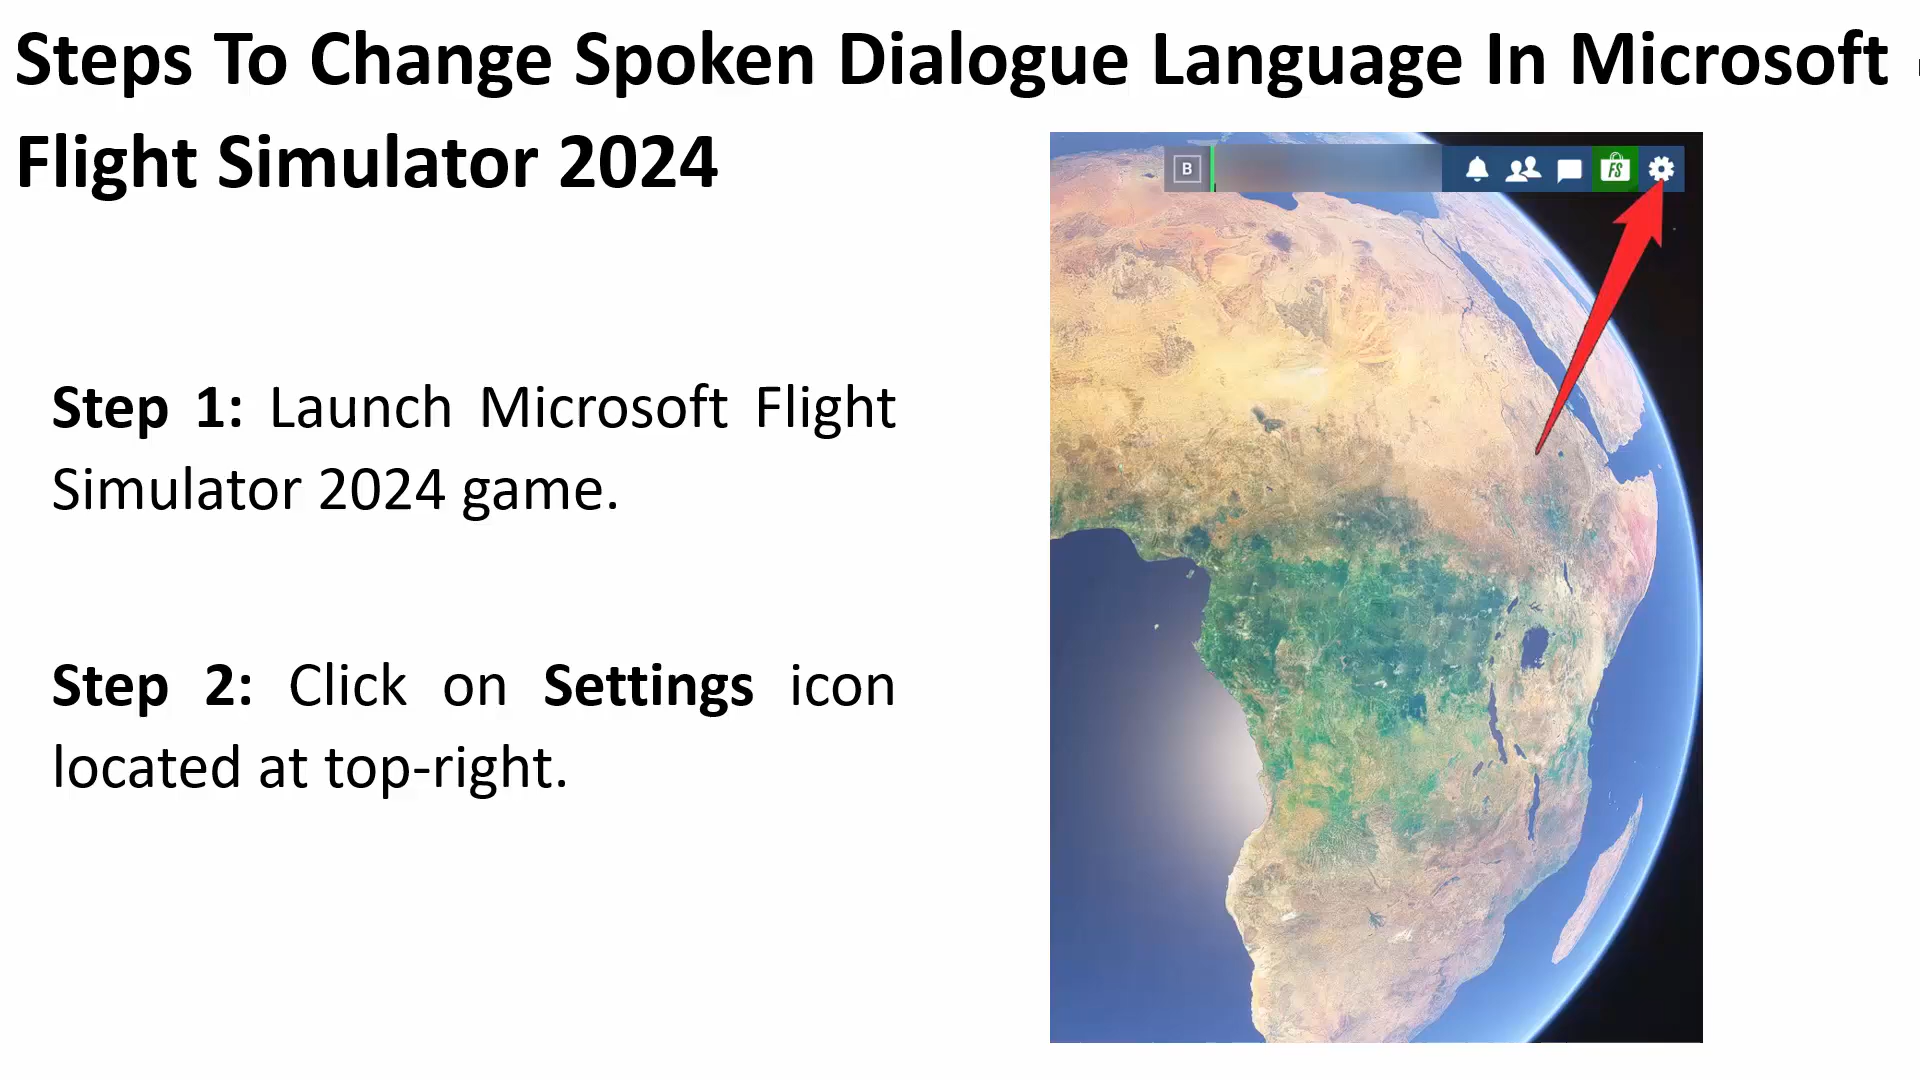 Steps To Change Spoken Dialogue Language In Microsoft
Flight Simulator 2024
B
FS
Step 1: Launch Microsoft Flight
Simulator 2024 game.
Step 2: Click on Settings icon
located at top-right.